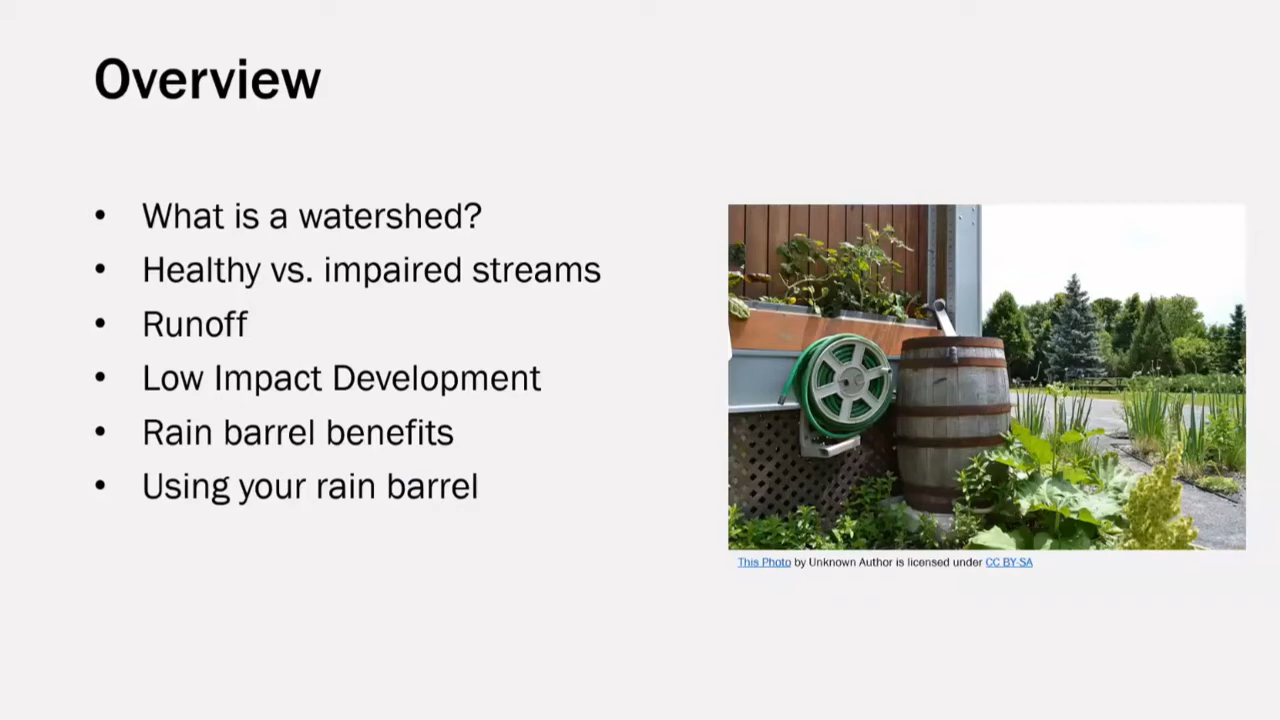 Overview
• What is a watershed?
• Healthy vs. impaired streams
• Runoff
• Low Impact Development
• Rain barrel benefits
• Using your rain barrel
This Photo by Unknown Author is licensed under CC BY-SA